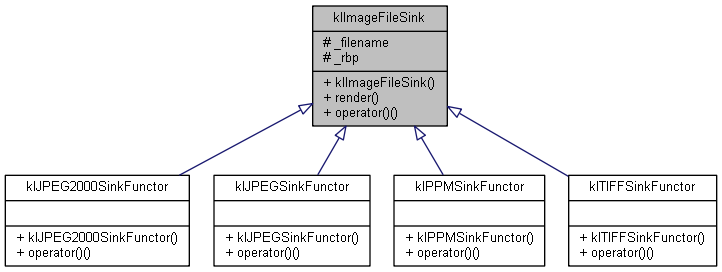 klImageFileSink
# _filename
# _rbp
+ klImageFileSink()
+ render()
+ operator()()
klJPEG2000SinkFunctor
+ klJPEG2000SinkFunctor()
+ operator()()
klJPEGSinkFunctor
+ klJPEGSinkFunctor()
+ operator()()
klPPMSinkFunctor
+ klPPMSinkFunctor()
+ operator()()
klTIFFSinkFunctor
+ klTIFFSinkFunctor()
+ operator()()